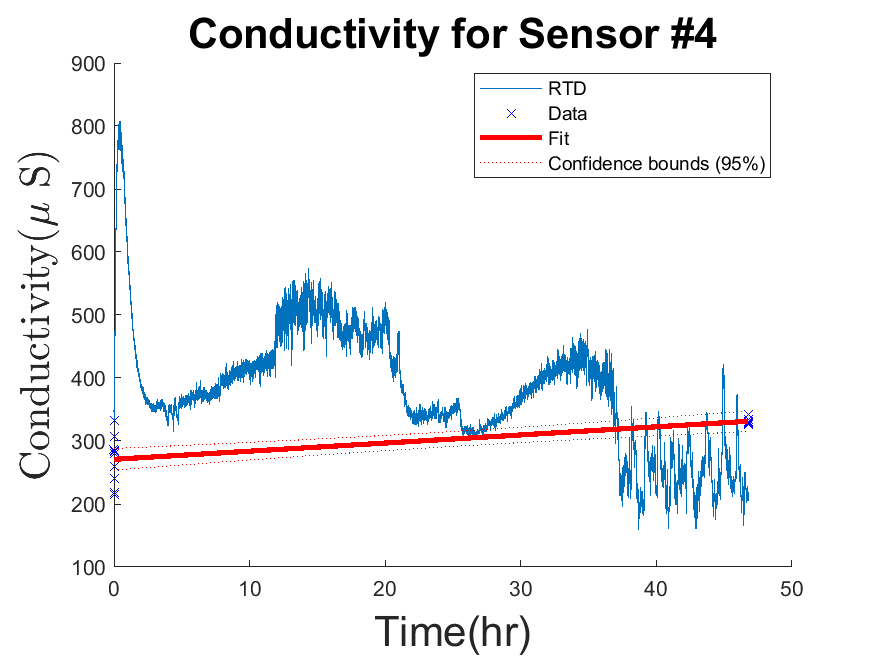 Conductivity for Sensor #4
900
800
700
600
500
400
300
200
100
Conductivity(μ S)
RTD
Data
Fit
Confidence bounds (95%)
0 10 20 30 40 50
Time(hr)